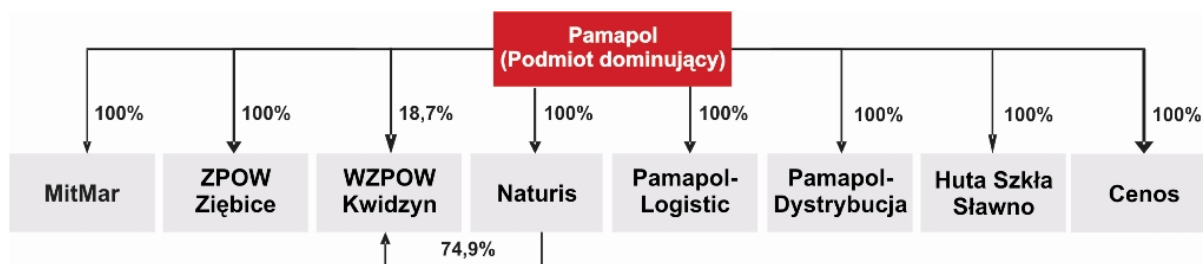 Pamapol
(Podmiot dominujący)
100% 100% 18,7% 100% 100% 100% 100% 100%
MitMar
ZPOW
Ziębice
WZPOW
Kwidzyn
Naturis
Pamapol-
Logistic
Pamapol-
Dystrybucja
Huta Szkła
Sławno
Cenos
74,9%